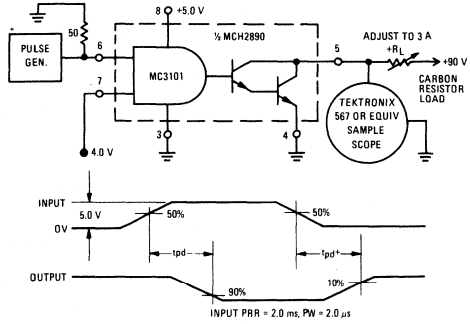 8 +5.0 V
PULSE GEN.
50
6
½ MCH2890
5
ADJUST TO 3 A
+RL
+90 V
CARBON RESISTOR LOAD
MC3101
7
TEKTRONIX 567 OR EQUIV SAMPLE SCOPE
3
4
4.0 V
INPUT
5.0 V
0V
50%
50%
tpd
tpd+
OUTPUT
90%
10%
INPUT PRR = 2.0 ms, PW = 2.0 µs